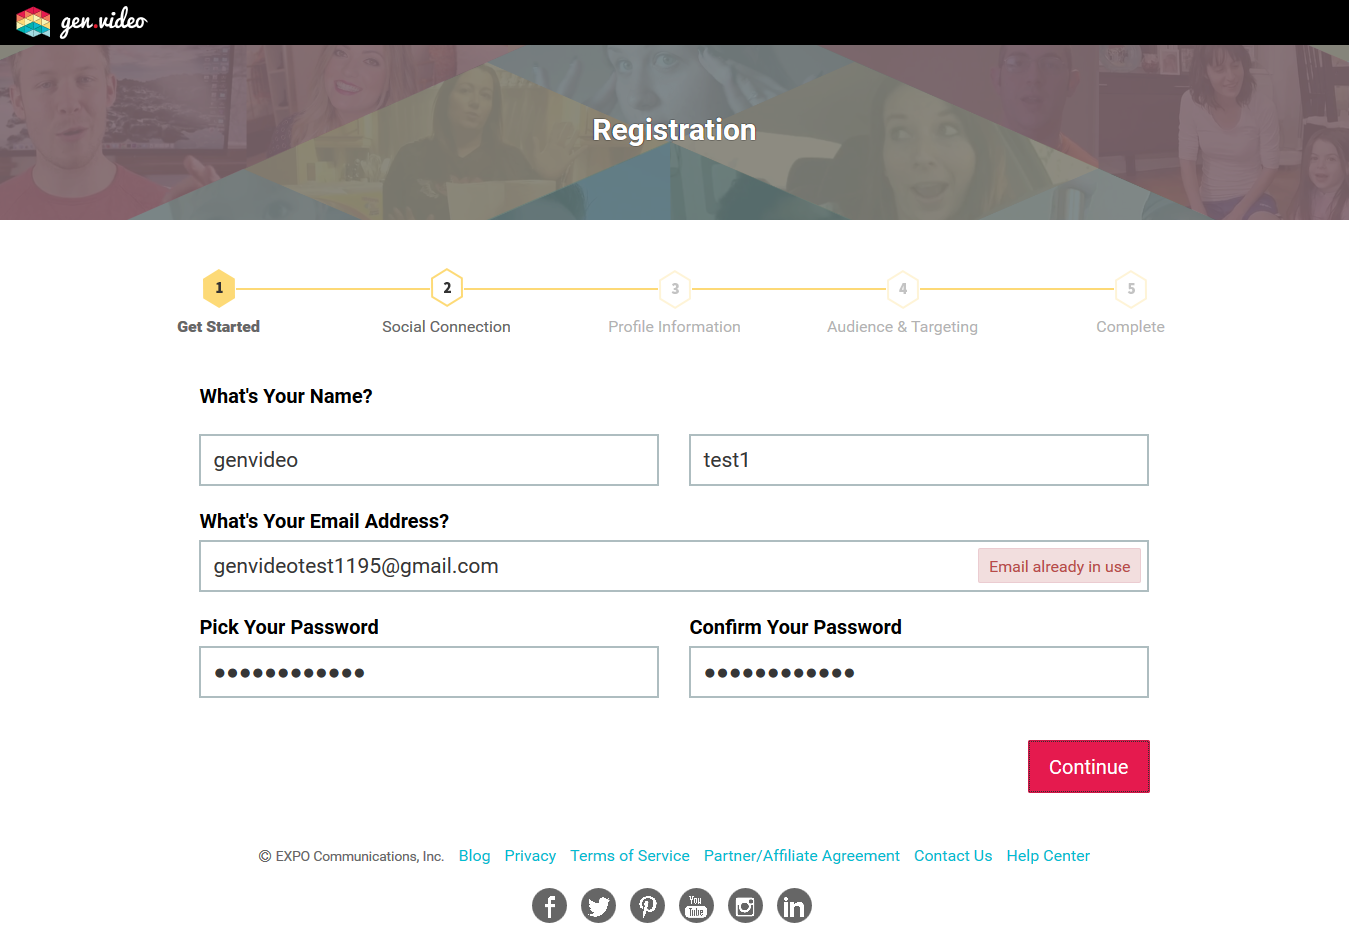 gen.video
Registration
1 2 3 4 5
Get Started Social Connection Profile Information Audience & Targeting Complete
What's Your Name?
genvideo test1
What's Your Email Address?
genvideotest1195@gmail.com Email already in use
Pick Your Password Confirm Your Password
●●●●●●●●●●●● ●●●●●●●●●●●●
Continue
© EXPO Communications, Inc. Blog Privacy Terms of Service Partner/Affiliate Agreement Contact Us Help Center
You Tube in